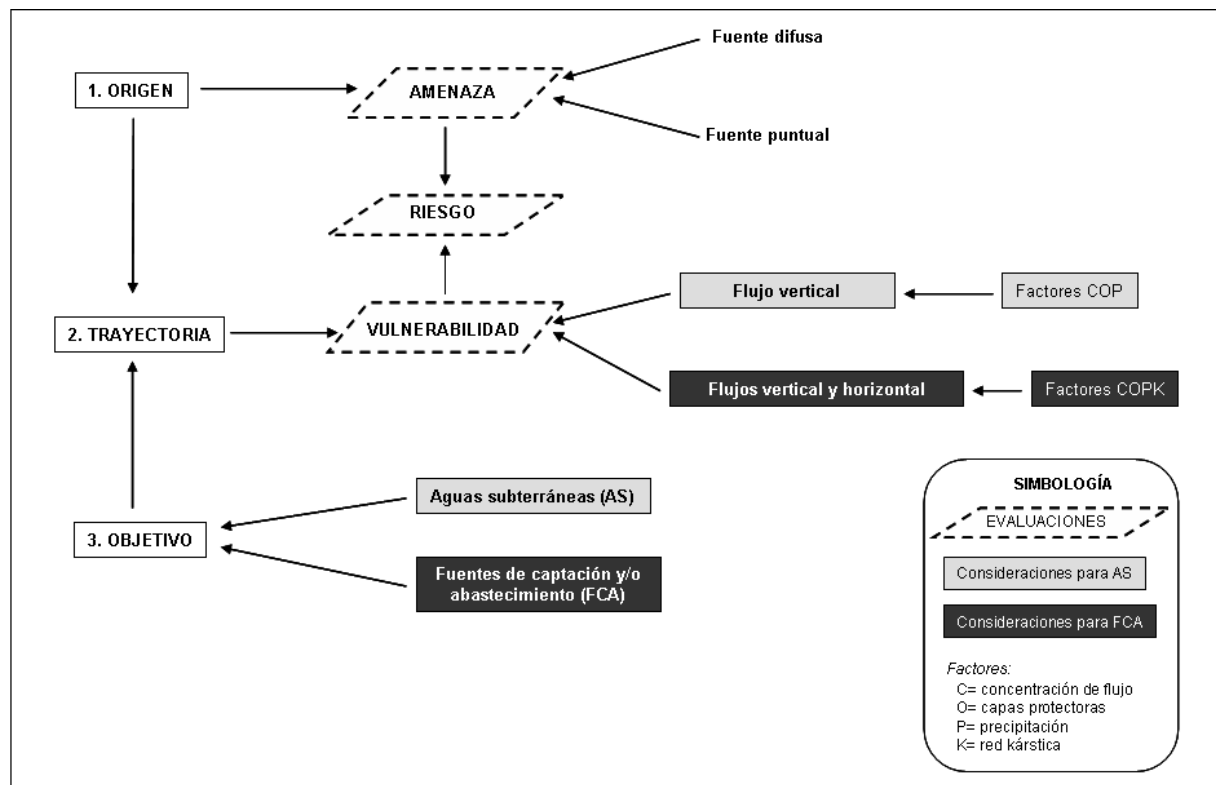 Fuente difusa
1. ORIGEN
AMENAZA
Fuente puntual
RIESGO
Flujo vertical
Factores COP
2. TRAYECTORIA
VULNERABILIDAD
Flujos vertical y horizontal
Factores COPK
Aguas subterráneas (AS)
3. OBJETIVO
Fuentes de captación y/o
abastecimiento (FCA)
SIMBOLOGÍA
EVALUACIONES
Consideraciones para AS
Consideraciones para FCA
Factores:
C= concentración de flujo
O= capas protectoras
P= precipitación
K= red kárstica